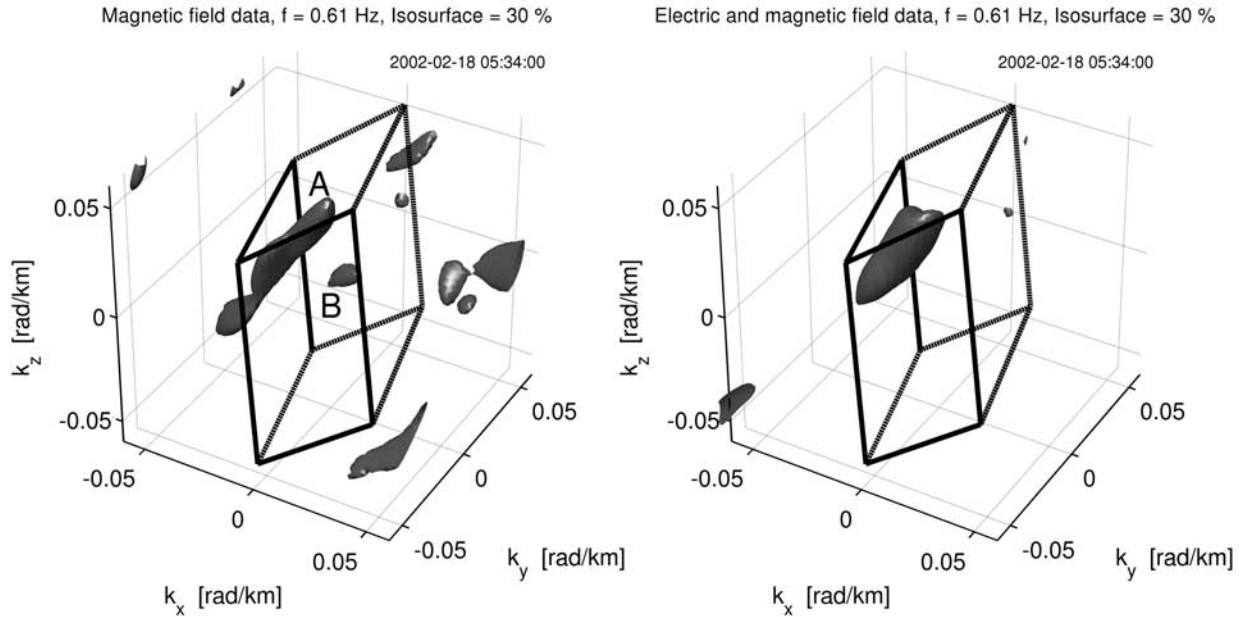 Magnetic field data, f = 0.61 Hz, Isosurface = 30 %
2002-02-18 05:34:00
A
B
0.05
0
-0.05
k_z [rad/km]
-0.05
0
0.05
k_x [rad/km]
0.05
0
-0.05
k_y [rad/km]
Electric and magnetic field data, f = 0.61 Hz, Isosurface = 30 %
2002-02-18 05:34:00
0.05
0
-0.05
k_z [rad/km]
-0.05
0
0.05
k_x [rad/km]
0.05
0
-0.05
k_y [rad/km]